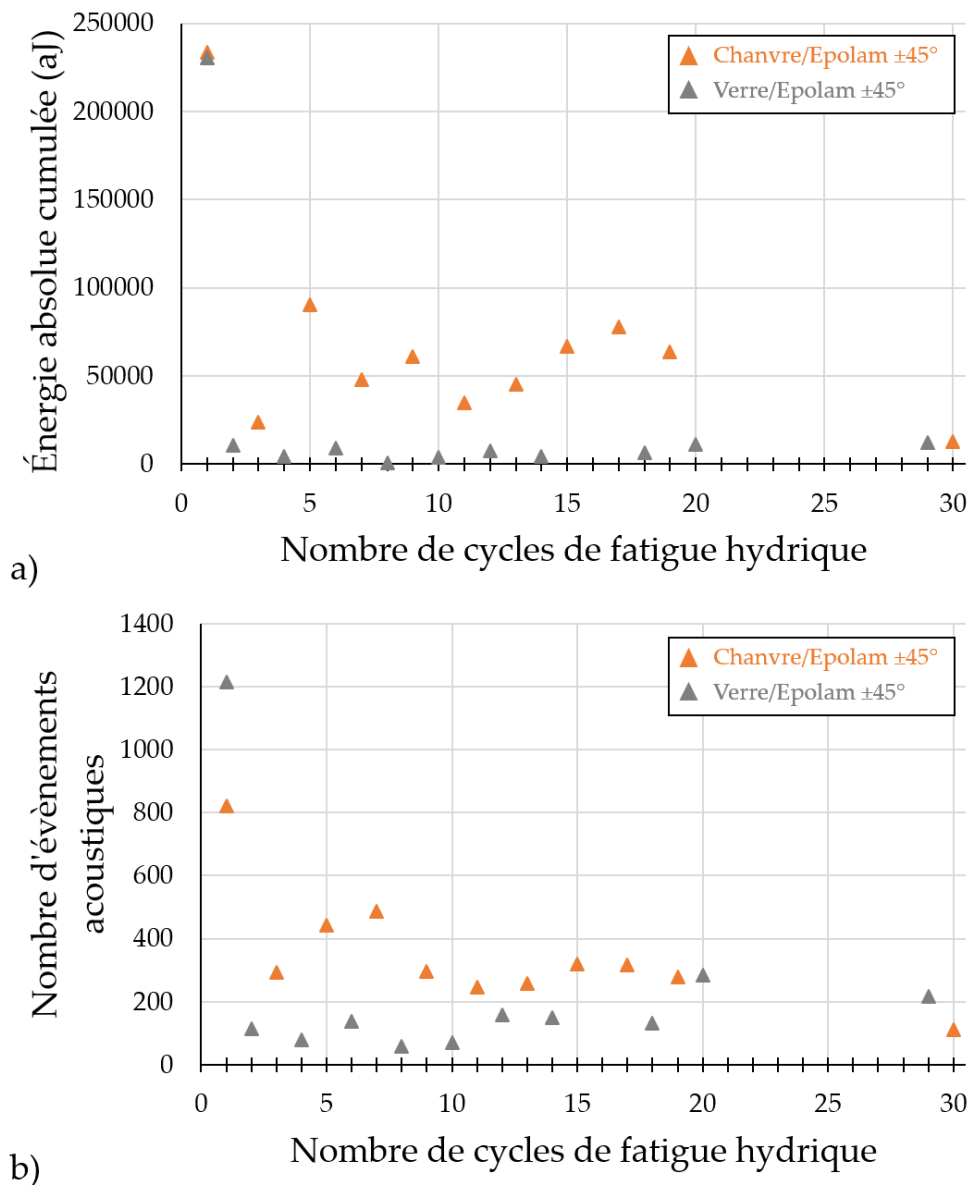 250000
200000
150000
100000
50000
0
Énergie absolue cumulée (aJ)
Chanvre/Epolam ±45°
Verre/Epolam ±45°
0 5 10 15 20 25 30
Nombre de cycles de fatigue hydrique
a)
1400
1200
1000
800
600
400
200
0
Nombre d'évènements
acoustiques
Chanvre/Epolam ±45°
Verre/Epolam ±45°
0 5 10 15 20 25 30
Nombre de cycles de fatigue hydrique
b)